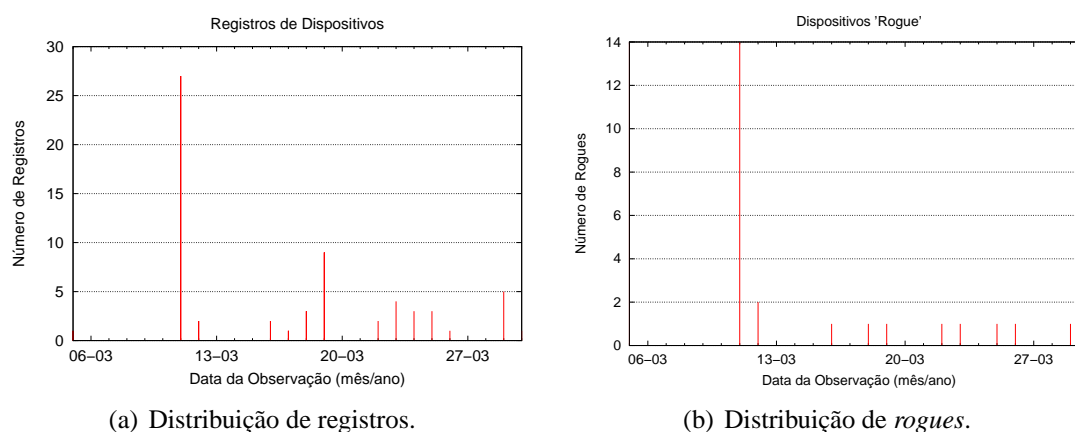 Registros de Dispositivos
30
25
20
15
10
5
0
Número de Registros
06–03 13–03 20–03 27–03
Data da Observação (mês/ano)
(a) Distribuição de registros.
Dispositivos 'Rogue'
14
12
10
8
6
4
2
0
Número de Rogues
06–03 13–03 20–03 27–03
Data da Observação (mês/ano)
(b) Distribuição de rogues.